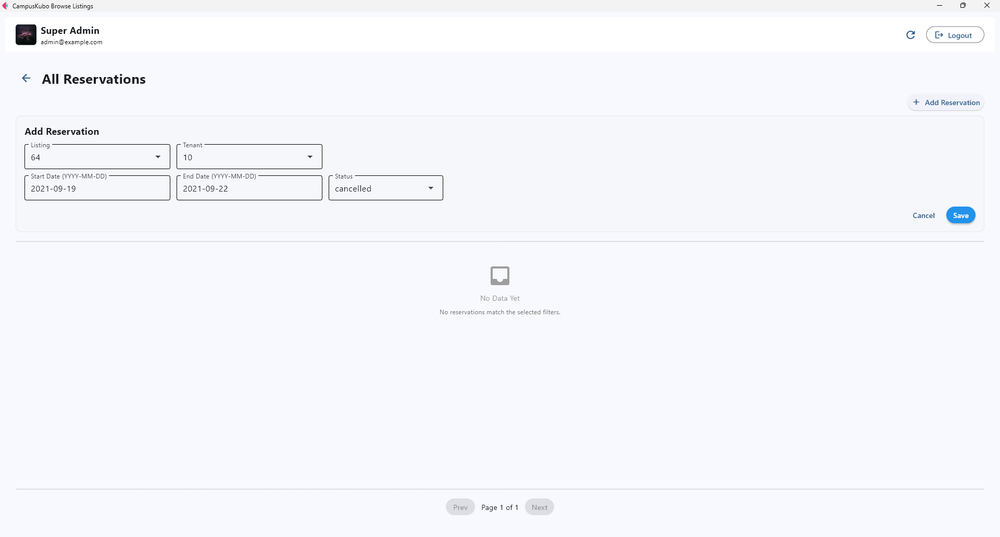 CampusKubo Browse Listings
Super Admin
admin@example.com
Logout
All Reservations
Add Reservation
Add Reservation
Listing
64
Tenant
10
Start Date (YYYY-MM-DD)
2021-09-19
End Date (YYYY-MM-DD)
2021-09-22
Status
cancelled
Cancel
Save
No Data Yet
No reservations match the selected filters.
Prev
Page 1 of 1
Next